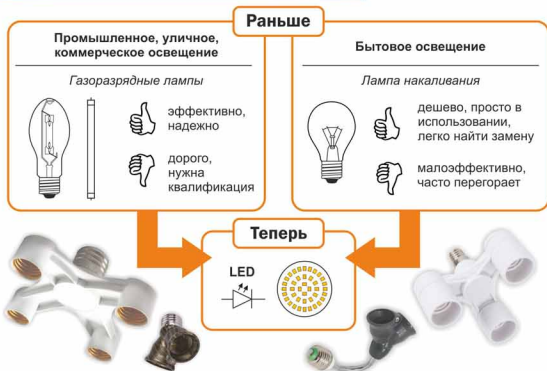 Раньше
Промышленное, уличное,
коммерческое освещение
Газоразрядные лампы
эффективно,
надежно
дорого,
нужна
квалификация
Бытовое освещение
Лампа накаливания
дешево, просто в
использовании,
легко найти замену
малоэффективно,
часто перегорает
Теперь
LED